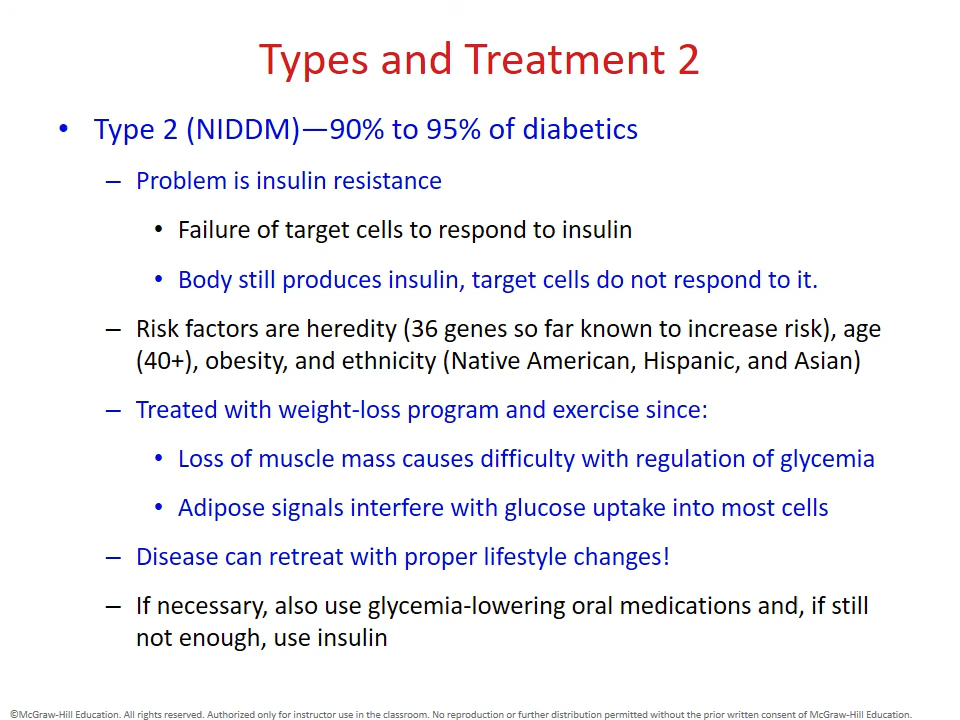 Types and Treatment 2
• Type 2 (NIDDM)—90% to 95% of diabetics
– Problem is insulin resistance
• Failure of target cells to respond to insulin
• Body still produces insulin, target cells do not respond to it.
– Risk factors are heredity (36 genes so far known to increase risk), age
(40+), obesity, and ethnicity (Native American, Hispanic, and Asian)
– Treated with weight-loss program and exercise since:
• Loss of muscle mass causes difficulty with regulation of glycemia
• Adipose signals interfere with glucose uptake into most cells
– Disease can retreat with proper lifestyle changes!
– If necessary, also use glycemia-lowering oral medications and, if still
not enough, use insulin
©McGraw-Hill Education. All rights reserved. Authorized only for instructor use in the classroom. No reproduction or further distribution permitted without the prior written consent of McGraw-Hill Education.